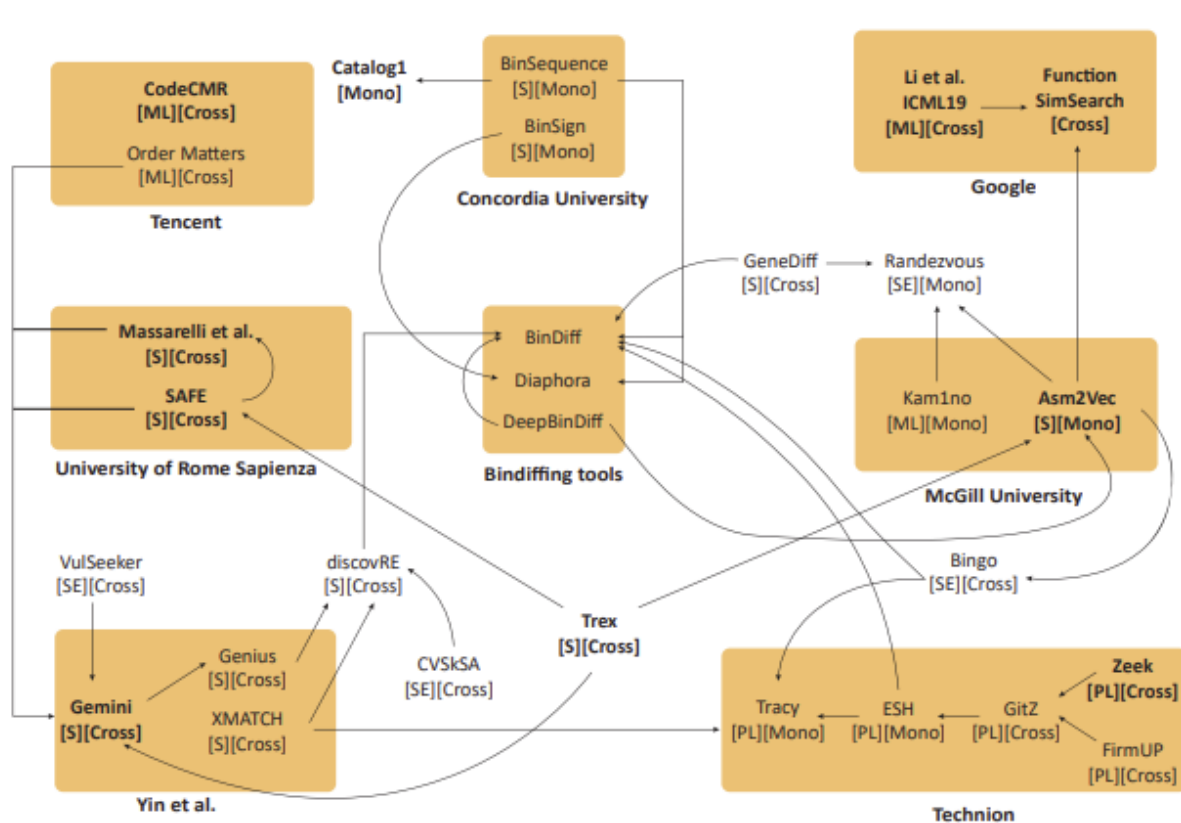 CodeCMR
[ML][Cross]
Order Matters
[ML][Cross]
Tencent
Catalog1
[Mono]
BinSequence
[S][Mono]
BinSign
[S][Mono]
Concordia University
Li et al.
ICML19
[ML][Cross]
Function
SimSearch
[Cross]
Google
GeneDiff
[S][Cross]
Randezvous
[SE][Mono]
Massarelli et al.
[S][Cross]
SAFE
[S][Cross]
University of Rome Sapienza
BinDiff
Diaphora
DeepBinDiff
Bindiffing tools
Kam1no
[ML][Mono]
Asm2Vec
[S][Mono]
McGill University
VulSeeker
[SE][Cross]
discovRE
[S][Cross]
Bingo
[SE][Cross]
Trex
[S][Cross]
CVSkSA
[SE][Cross]
Genius
[S][Cross]
Gemini
[S][Cross]
XMATCH
[S][Cross]
Yin et al.
Zeek
[PL][Cross]
Tracy
[PL][Mono]
ESH
[PL][Mono]
GitZ
[PL][Cross]
FirmUP
[PL][Cross]
Technion